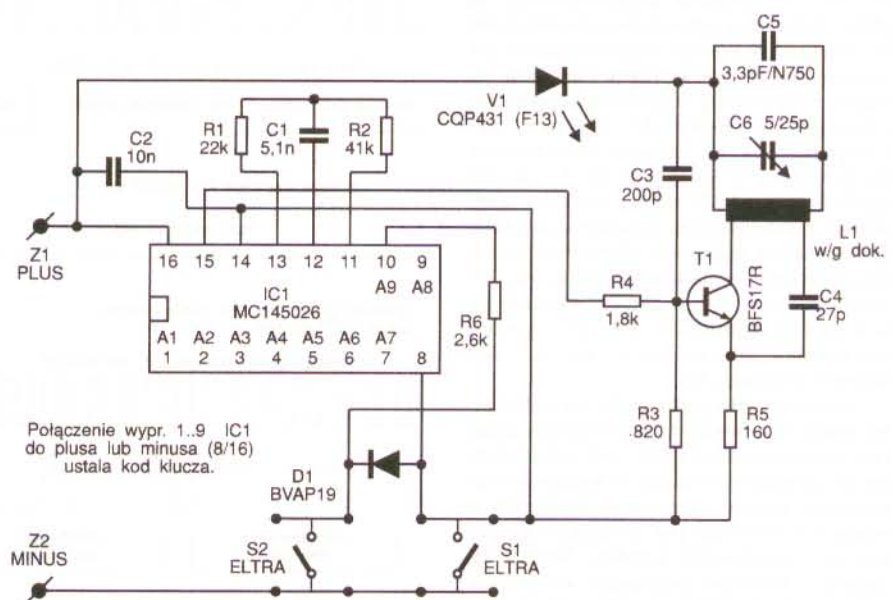 C5
3,3pF/N750
V1
CQP431 (F13)
C6 5/25p
R1
22k
C1
5,1n
R2
41k
C2
10n
C3
200p
Z1
PLUS
16 15 14 13 12 11 10 9
A9 A8
IC1
MC145026
A1 A2 A3 A4 A5 A6 A7
1 2 3 4 5 6 7 8
R6
2,6k
R4
1,8k
T1
BFS17R
L1
w/g dok.
C4
27p
R3
.820
R5
160
Połączenie wypr. 1..9 IC1
do plusa lub minusa (8/16)
ustala kod klucza.
D1
BVAP19
Z2
MINUS
S2
ELTRA
S1
ELTRA